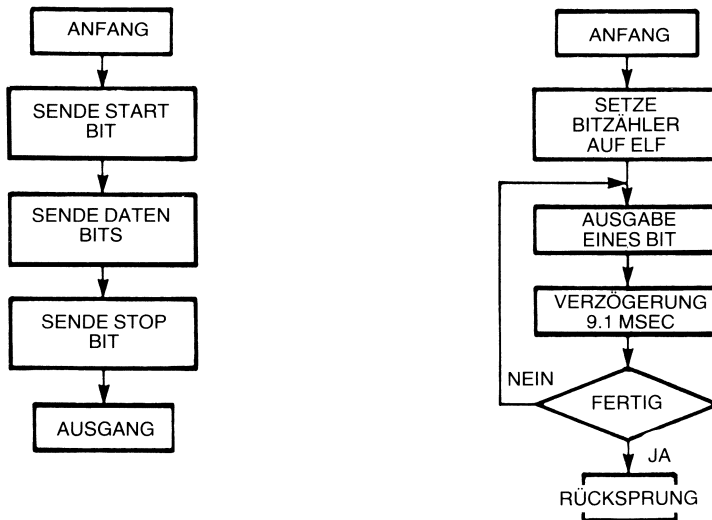 ANFANG
SENDE START
BIT
SENDE DATEN
BITS
SENDE STOP
BIT
AUSGANG
ANFANG
SETZE
BITZÄHLER
AUF ELF
AUSGABE
EINES BIT
VERZÖGERUNG
9.1 MSEC
NEIN
FERTIG
JA
RÜCKSPRUNG